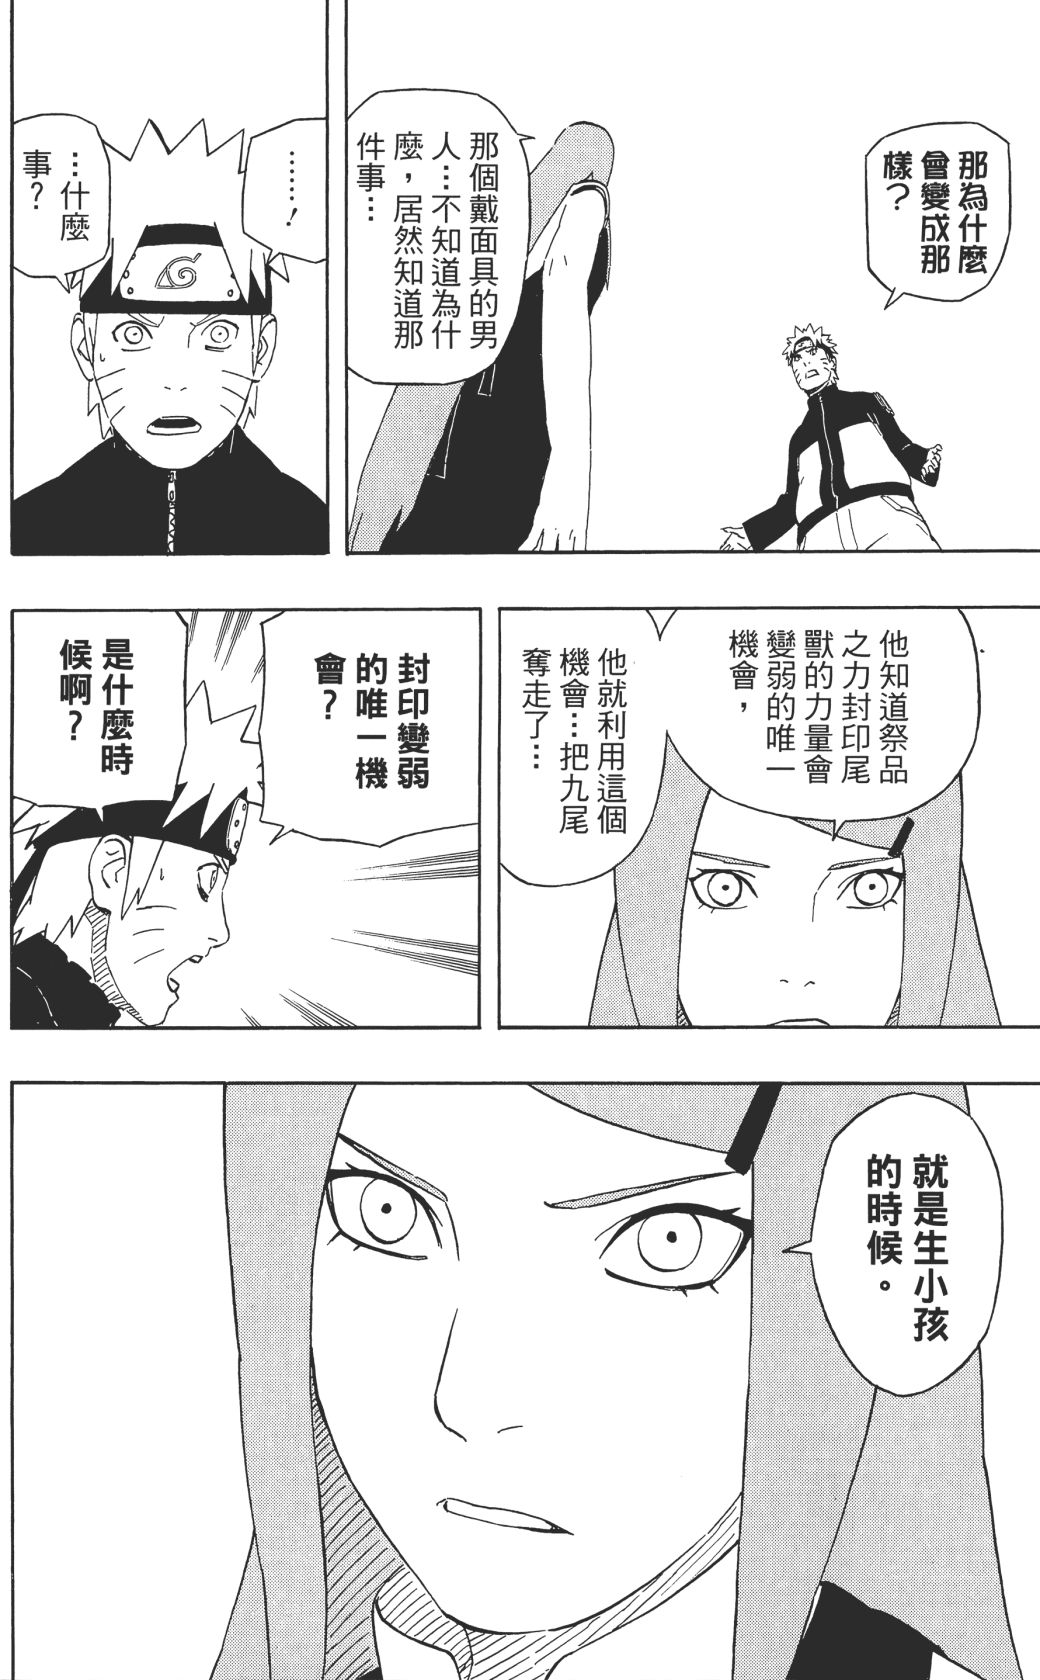 那為什麼
會變成那
樣？
那個戴面具的男
人…不知道為什
麼，居然知道那
件事…
……！
…什麼
事？
他知道祭品
之力封印尾
獸的力量會
變弱的唯一
機會，
他就利用這個
機會…把九尾
奪走了…
封印變弱
的唯一機
會？
是什麼時
候啊？
就是生小孩
的時候。